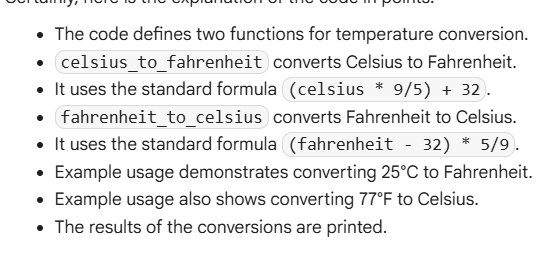 Certainly, here is the explanation of the code in points:
• The code defines two functions for temperature conversion.
• celsius_to_fahrenheit converts Celsius to Fahrenheit.
• It uses the standard formula (celsius * 9/5) + 32.
• fahrenheit_to_celsius converts Fahrenheit to Celsius.
• It uses the standard formula (fahrenheit - 32) * 5/9.
• Example usage demonstrates converting 25°C to Fahrenheit.
• Example usage also shows converting 77°F to Celsius.
• The results of the conversions are printed.